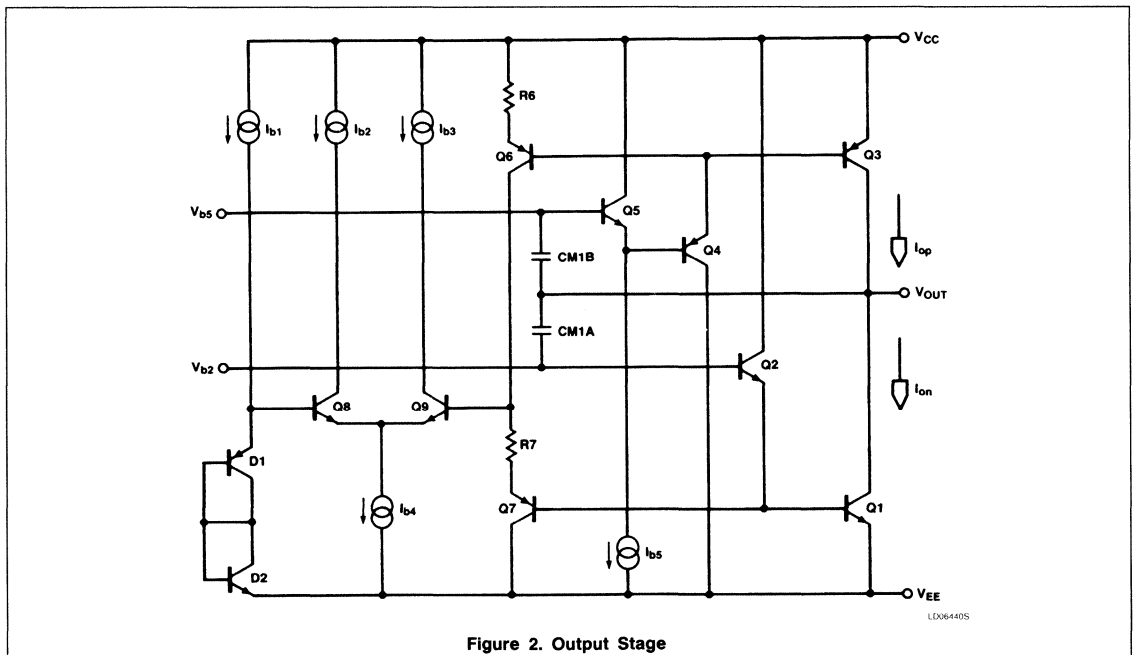 VCC
R6
Ib1
Ib2
Ib3
Q6
Q3
Vb5
Q5
Q4
Iop
CM1B
VOUT
CM1A
Vb2
Q2
Ion
Q8
Q9
R7
D1
Q7
Q1
Ib4
Ib5
D2
VEE
LD06440S
Figure 2. Output Stage